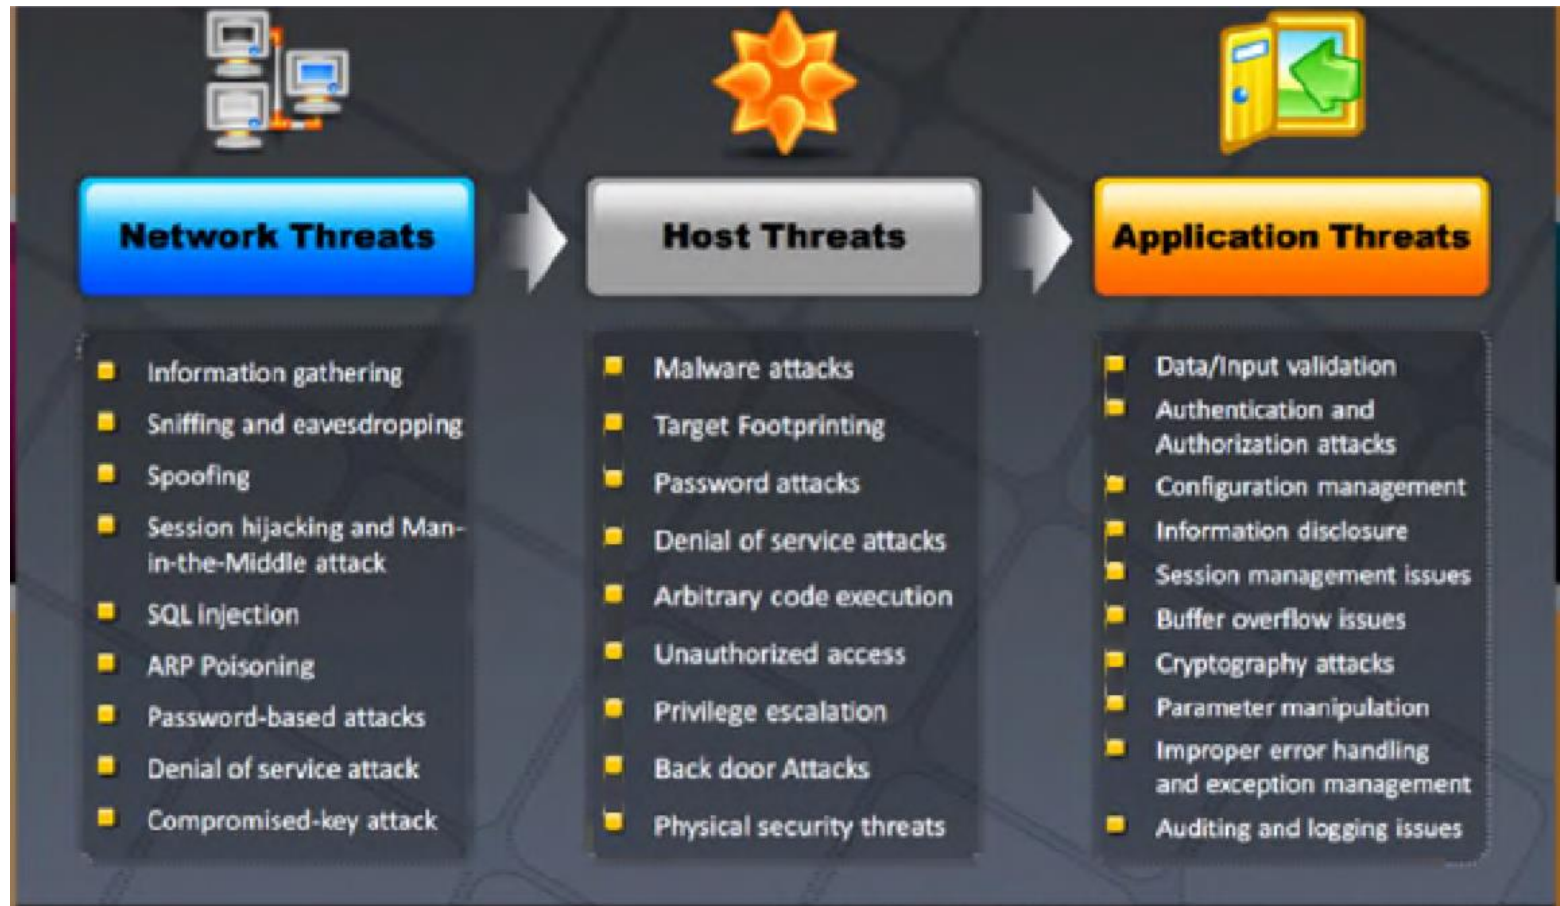 Network Threats
Information gathering
Sniffing and eavesdropping
Spoofing
Session hijacking and Man-
in-the-Middle attack
SQL injection
ARP Poisoning
Password-based attacks
Denial of service attack
Compromised-key attack
Host Threats
Malware attacks
Target Footprinting
Password attacks
Denial of service attacks
Arbitrary code execution
Unauthorized access
Privilege escalation
Back door Attacks
Physical security threats
Application Threats
Data/Input validation
Authentication and
Authorization attacks
Configuration management
Information disclosure
Session management issues
Buffer overflow issues
Cryptography attacks
Parameter manipulation
Improper error handling
and exception management
Auditing and logging issues